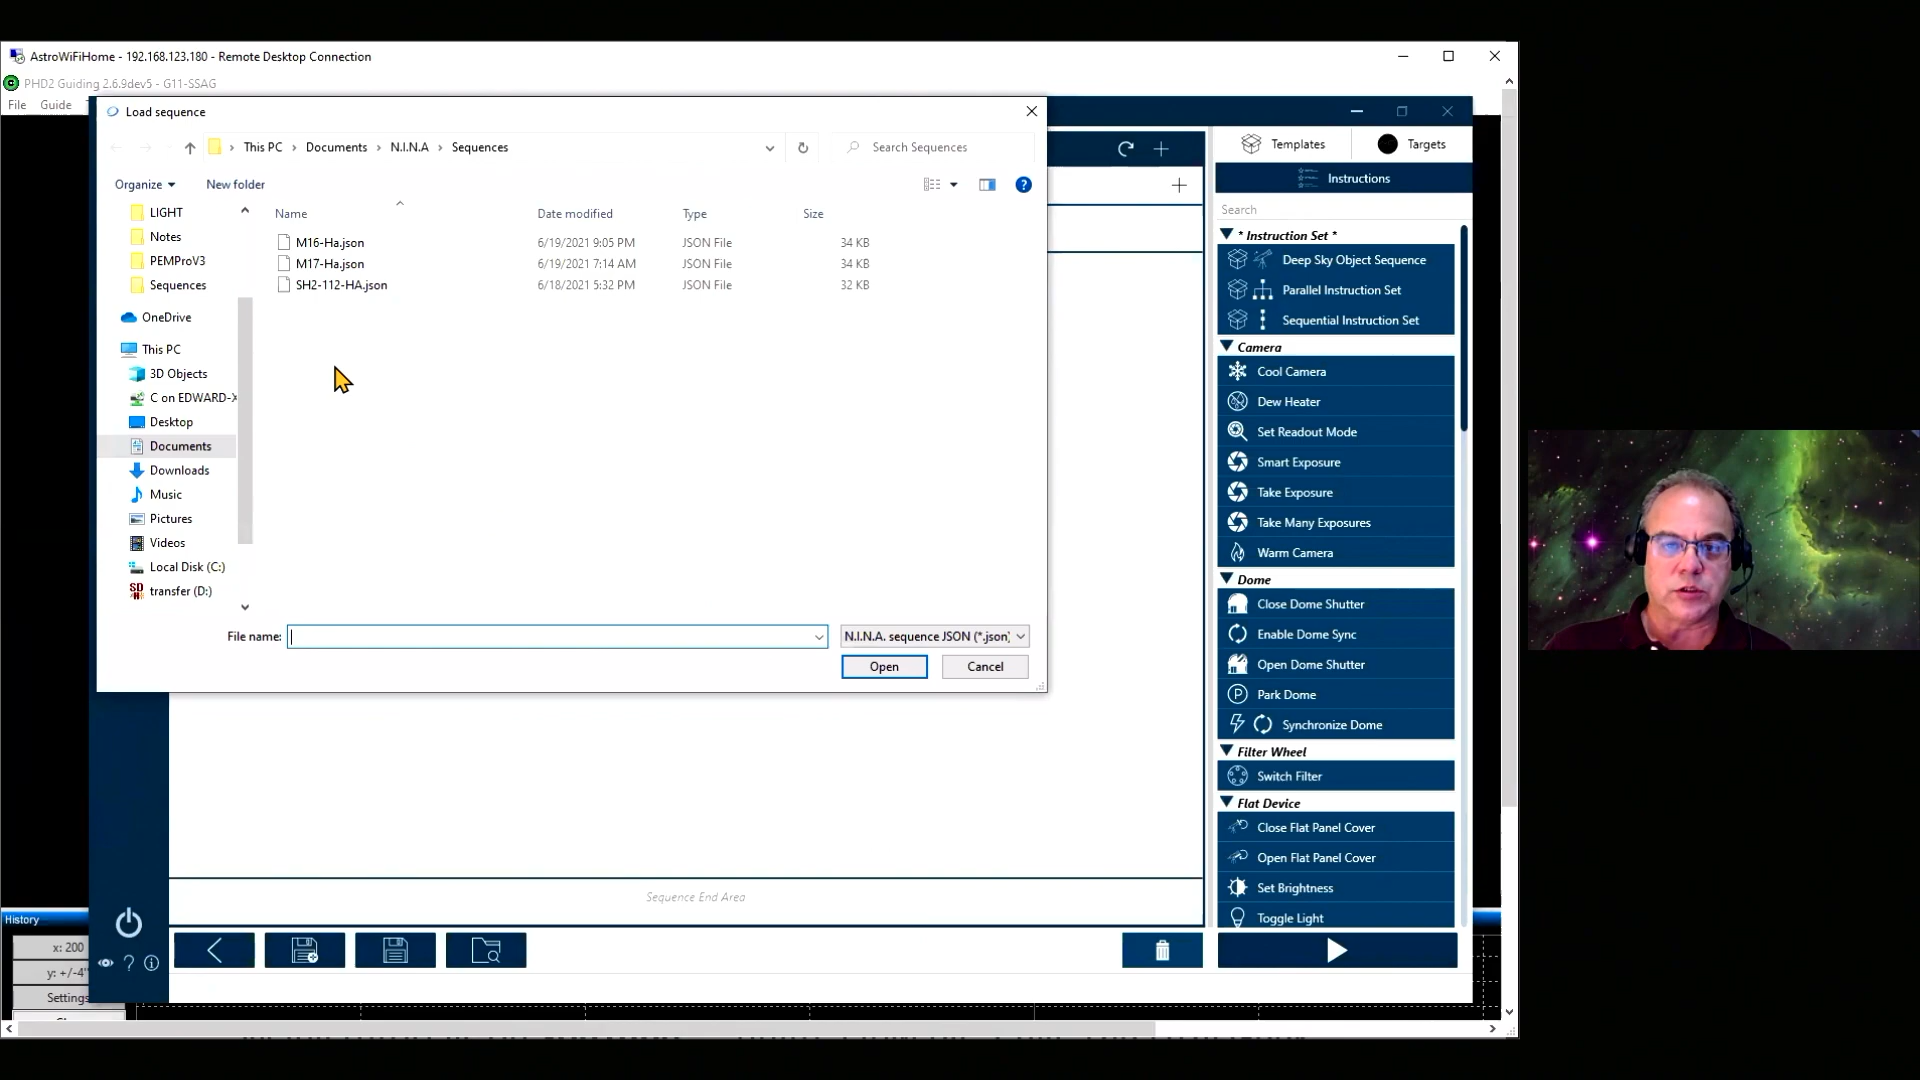 AstroWiFiHome - 192.168.123.180 - Remote Desktop Connection
PHD2 Guiding 2.6.9dev5 - G11-SSAG
File Guide
Load sequence
This PC > Documents > N.I.N.A > Sequences
Search Sequences
Organize
New folder
Name
Date modified
Type
Size
M16-Ha.json 6/19/2021 9:05 PM JSON File 34 KB
M17-Ha.json 6/19/2021 7:14 AM JSON File 34 KB
SH2-112-HA.json 6/18/2021 5:32 PM JSON File 32 KB
LIGHT
Notes
PEMProV3
Sequences
OneDrive
This PC
3D Objects
C on EDWARD-X
Desktop
Documents
Downloads
Music
Pictures
Videos
Local Disk (C:)
transfer (D:)
File name:
N.I.N.A. sequence JSON (*.json)
Open
Cancel
Templates
Targets
Instructions
Search
* Instruction Set *
Deep Sky Object Sequence
Parallel Instruction Set
Sequential Instruction Set
Camera
Cool Camera
Dew Heater
Set Readout Mode
Smart Exposure
Take Exposure
Take Many Exposures
Warm Camera
Dome
Close Dome Shutter
Enable Dome Sync
Open Dome Shutter
Park Dome
Synchronize Dome
Filter Wheel
Switch Filter
Flat Device
Close Flat Panel Cover
Open Flat Panel Cover
Set Brightness
Toggle Light
Sequence End Area
History
x: 200
y: +/-4"
Settings